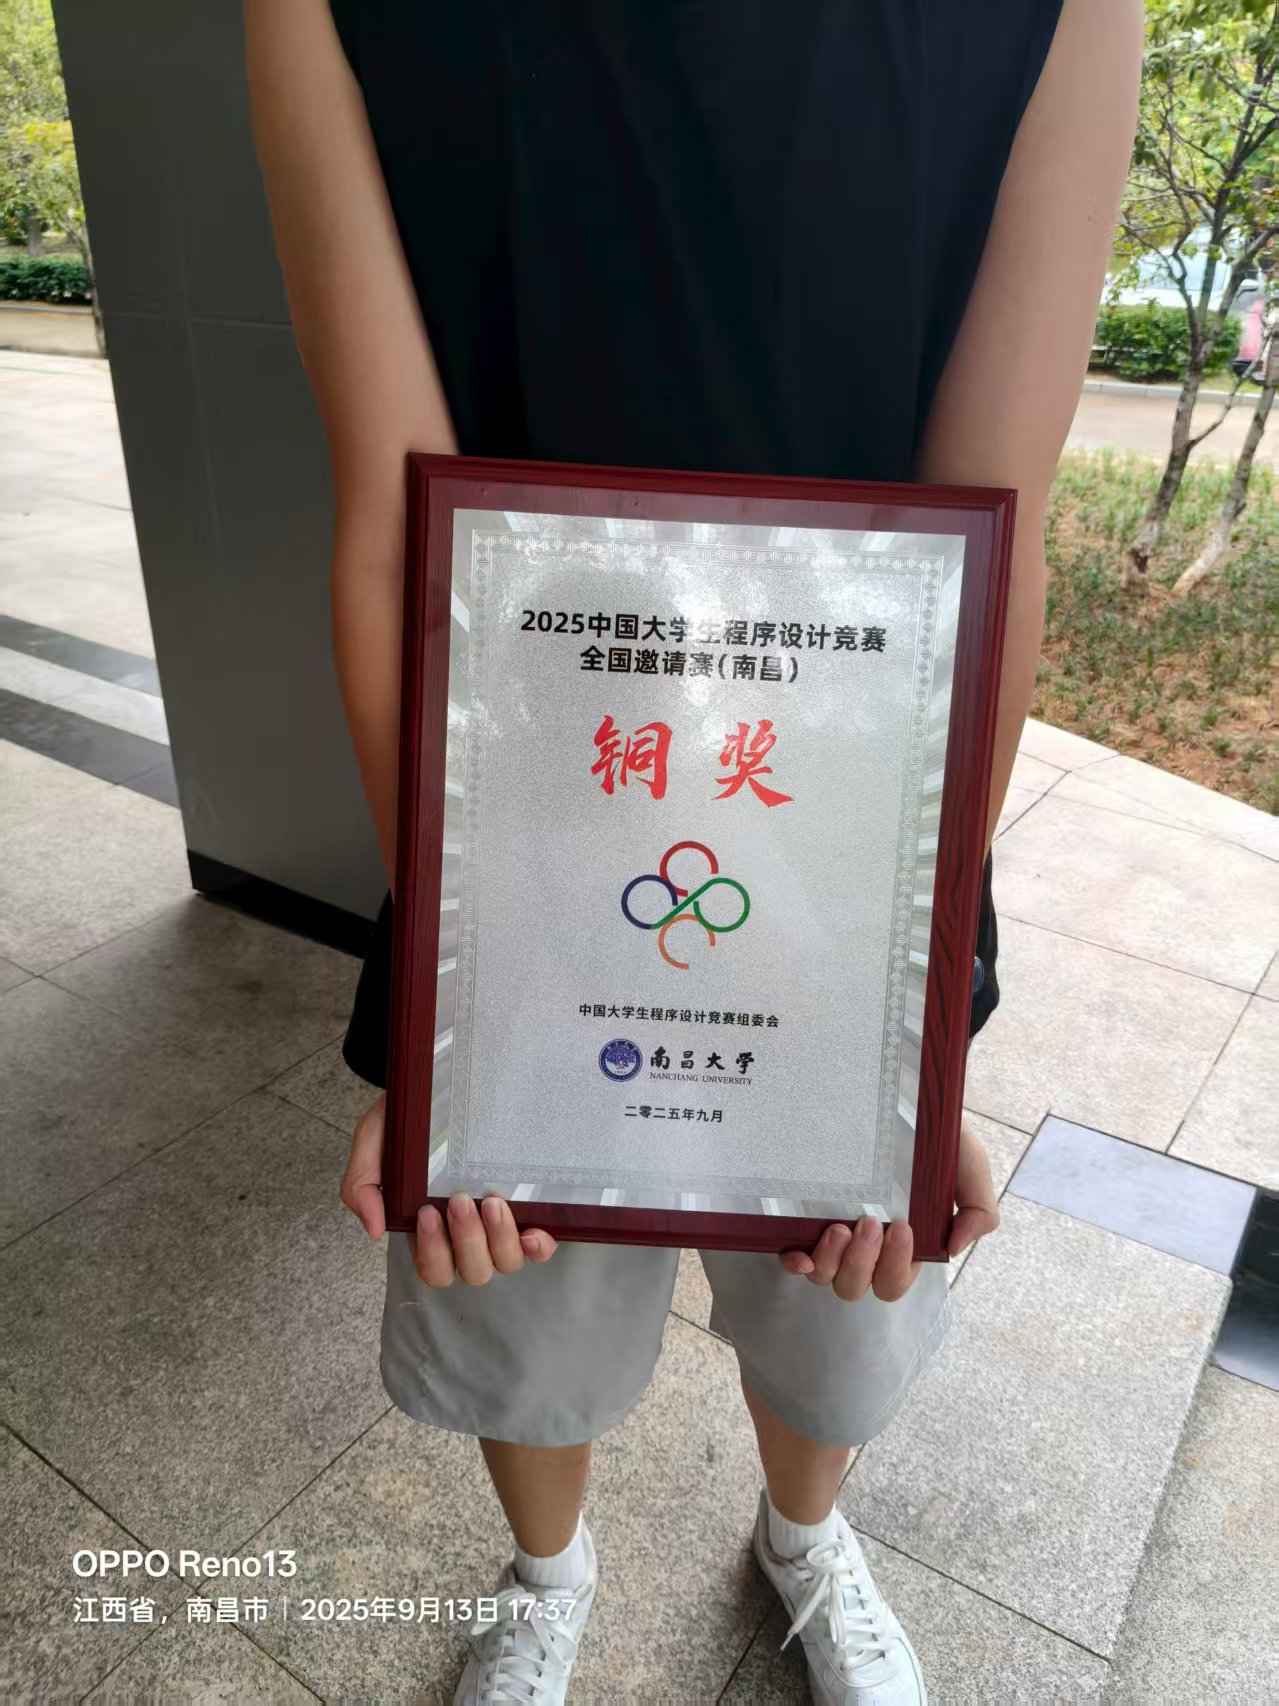 2025中国大学生程序设计竞赛
全国邀请赛(南昌)
铜奖
中国大学生程序设计竞赛组委会
南昌大学
NANCHANG UNIVERSITY
二零二五年九月
OPPO Reno13
江西省，南昌市 | 2025年9月13日 17:37